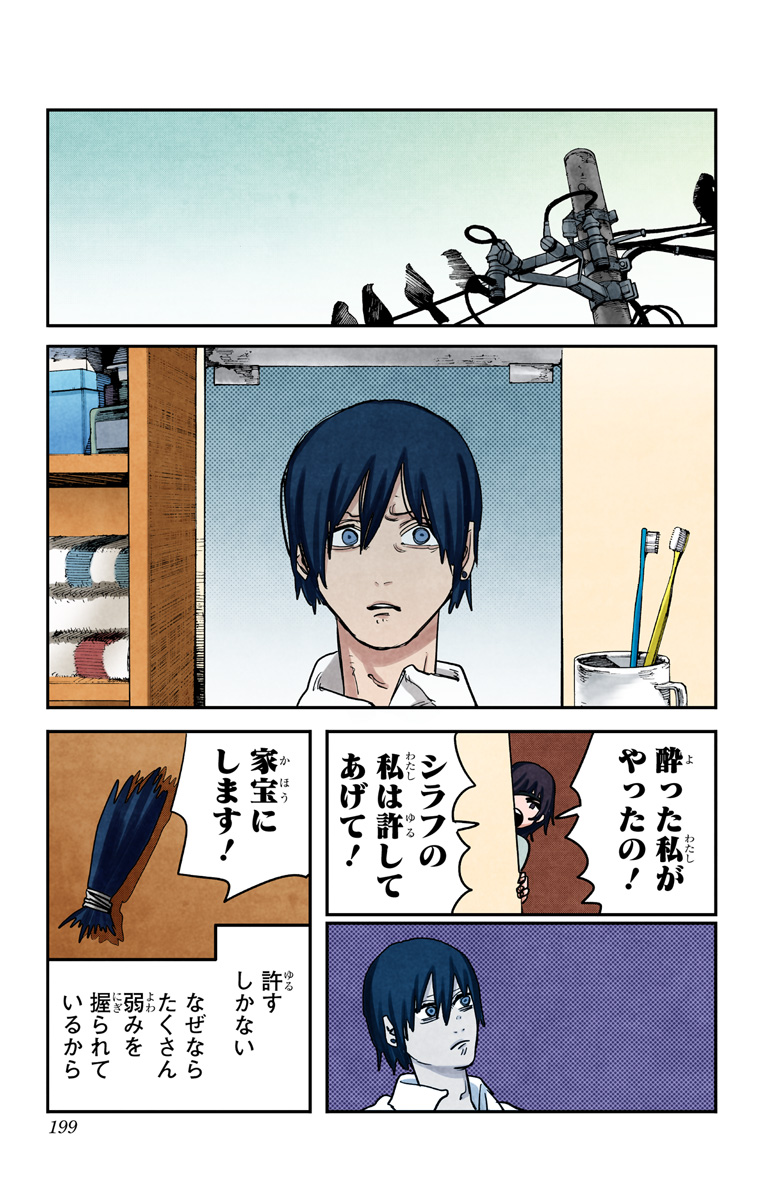 酔った私が
やったの！
シラフの
私は許して
あげて！
家宝に
します！
許す
しかない
なぜなら
たくさん
弱みを
握られて
いるから
199